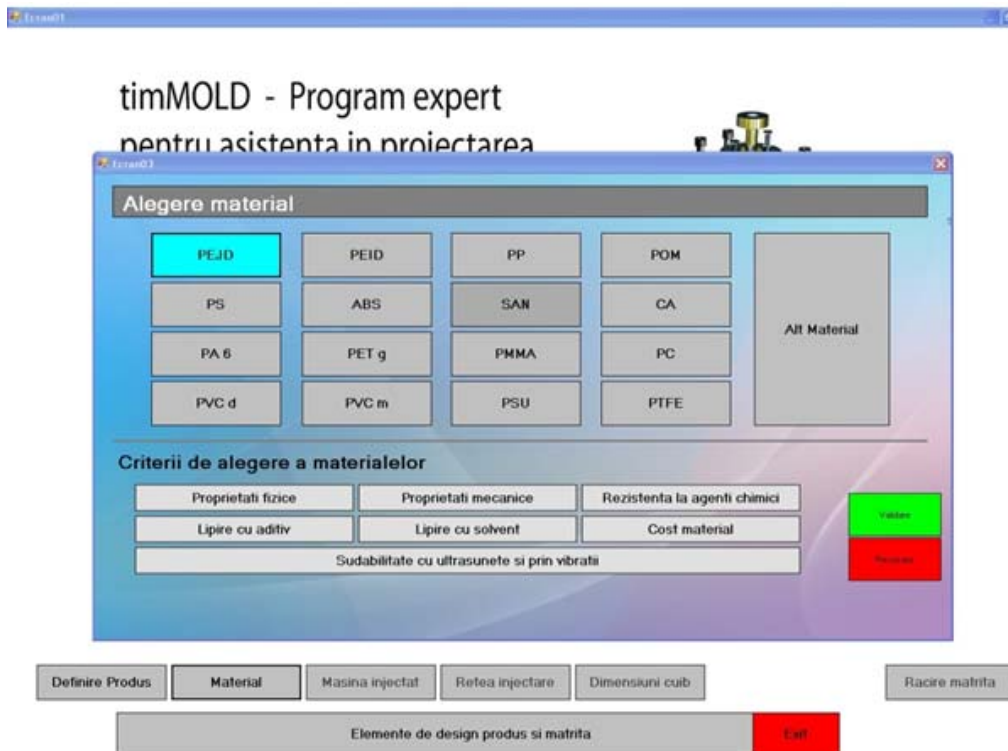 Ecran01
timMOLD - Program expert
pentru asistenta in proiectarea
Ecran03
Alegere material
PEJD PEID PP POM
PS ABS SAN CA
Alt Material
PA 6 PET g PMMA PC
PVC d PVC m PSU PTFE
Criterii de alegere a materialelor
Proprietati fizice Proprietati mecanice Rezistenta la agenti chimici
Lipire cu aditiv Lipire cu solvent Cost material
Sudabilitate cu ultrasunete si prin vibratii
Definire Produs Material Masina injectat Retea injectare Dimensiuni cuib Racire matrita
Elemente de design produs si matrita Exit